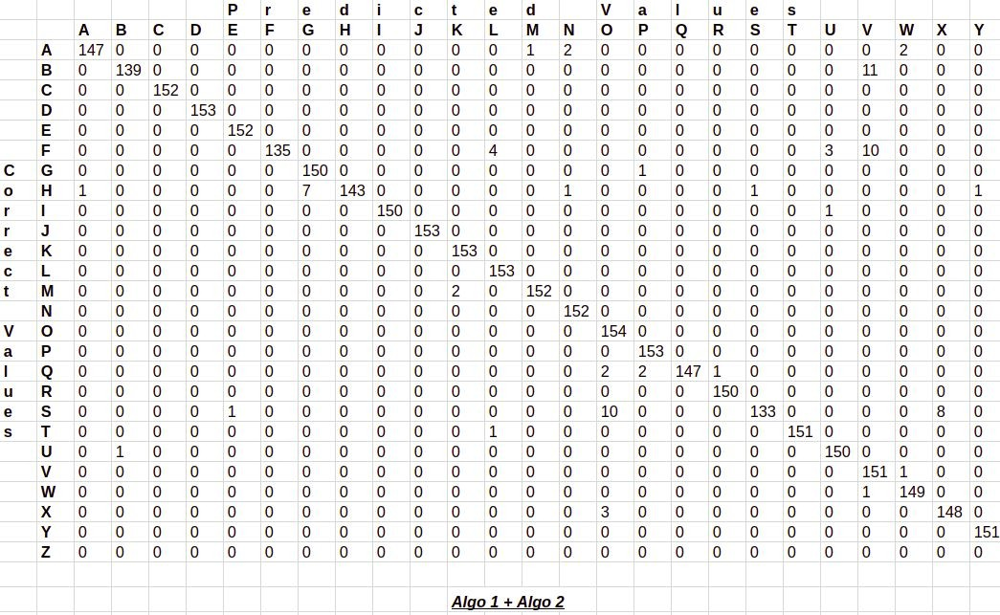 P r e d i c t e d V a l u e s
A B C D E F G H I J K L M N O P Q R S T U V W X Y
A 147 0 0 0 0 0 0 0 0 0 0 0 1 2 0 0 0 0 0 0 0 0 2 0 0
B 0 139 0 0 0 0 0 0 0 0 0 0 0 0 0 0 0 0 0 0 0 11 0 0 0
C 0 0 152 0 0 0 0 0 0 0 0 0 0 0 0 0 0 0 0 0 0 0 0 0 0
D 0 0 0 153 0 0 0 0 0 0 0 0 0 0 0 0 0 0 0 0 0 0 0 0 0
E 0 0 0 0 152 0 0 0 0 0 0 0 0 0 0 0 0 0 0 0 0 0 0 0 0
F 0 0 0 0 0 135 0 0 0 0 0 4 0 0 0 0 0 0 0 0 3 10 0 0 0
C G 0 0 0 0 0 0 150 0 0 0 0 0 0 0 0 1 0 0 0 0 0 0 0 0 0
o H 1 0 0 0 0 0 7 143 0 0 0 0 0 1 0 0 0 0 1 0 0 0 0 0 1
r I 0 0 0 0 0 0 0 0 150 0 0 0 0 0 0 0 0 0 0 0 1 0 0 0 0
r J 0 0 0 0 0 0 0 0 0 153 0 0 0 0 0 0 0 0 0 0 0 0 0 0 0
e K 0 0 0 0 0 0 0 0 0 0 153 0 0 0 0 0 0 0 0 0 0 0 0 0 0
c L 0 0 0 0 0 0 0 0 0 0 0 153 0 0 0 0 0 0 0 0 0 0 0 0 0
t M 0 0 0 0 0 0 0 0 0 0 2 0 152 0 0 0 0 0 0 0 0 0 0 0 0
N 0 0 0 0 0 0 0 0 0 0 0 0 0 152 0 0 0 0 0 0 0 0 0 0 0
V O 0 0 0 0 0 0 0 0 0 0 0 0 0 0 154 0 0 0 0 0 0 0 0 0 0
a P 0 0 0 0 0 0 0 0 0 0 0 0 0 0 0 153 0 0 0 0 0 0 0 0 0
l Q 0 0 0 0 0 0 0 0 0 0 0 0 0 0 2 2 147 1 0 0 0 0 0 0 0
u R 0 0 0 0 0 0 0 0 0 0 0 0 0 0 0 0 0 150 0 0 0 0 0 0 0
e S 0 0 0 0 1 0 0 0 0 0 0 0 0 0 10 0 0 0 133 0 0 0 0 8 0
s T 0 0 0 0 0 0 0 0 0 0 0 1 0 0 0 0 0 0 0 151 0 0 0 0 0
U 0 1 0 0 0 0 0 0 0 0 0 0 0 0 0 0 0 0 0 0 150 0 0 0 0
V 0 0 0 0 0 0 0 0 0 0 0 0 0 0 0 0 0 0 0 0 0 151 1 0 0
W 0 0 0 0 0 0 0 0 0 0 0 0 0 0 0 0 0 0 0 0 0 1 149 0 0
X 0 0 0 0 0 0 0 0 0 0 0 0 0 0 3 0 0 0 0 0 0 0 0 148 0
Y 0 0 0 0 0 0 0 0 0 0 0 0 0 0 0 0 0 0 0 0 0 0 0 0 151
Z 0 0 0 0 0 0 0 0 0 0 0 0 0 0 0 0 0 0 0 0 0 0 0 0 0
Algo 1 + Algo 2